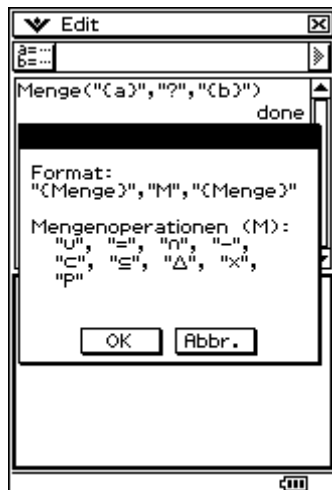 Edit
a=
b=
Menge("{a}","?","{b}")
done
Format:
"{Menge}","M","{Menge}"
Mengenoperationen (M):
"∪", "=", "∩", "-",
"⊂", "⊆", "Δ", "×",
"P"
OK Abbr.